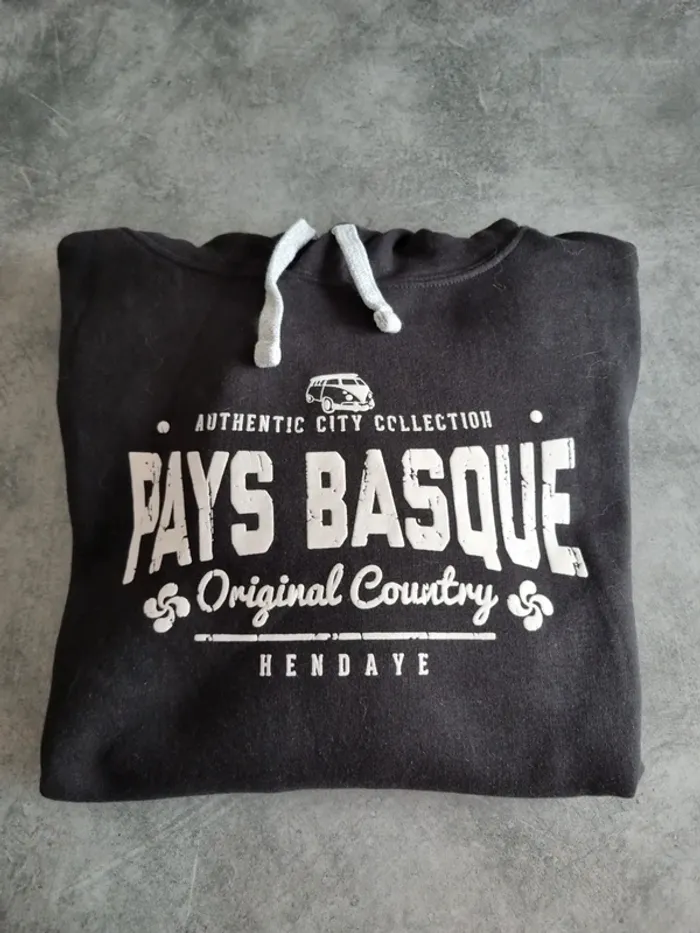 AUTHENTIC CITY COLLECTION
PAYS BASQUE
Original Country
HENDAYE